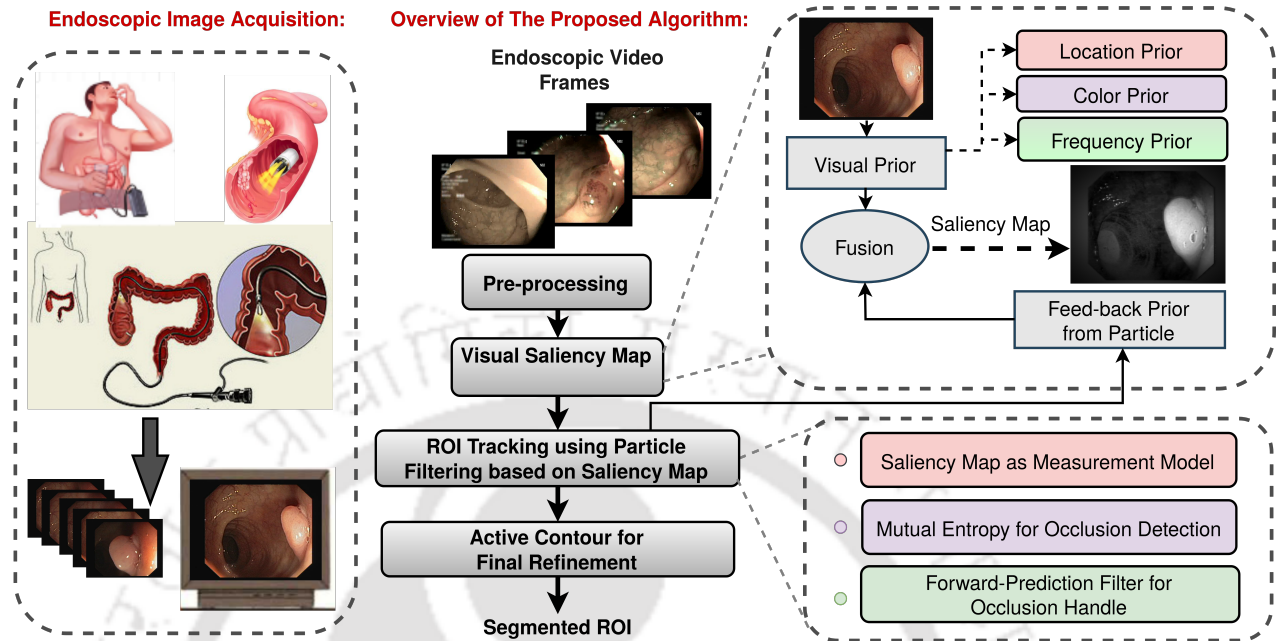 Endoscopic Image Acquisition:
Overview of The Proposed Algorithm:
Endoscopic Video
Frames
Pre-processing
Visual Saliency Map
ROI Tracking using Particle
Filtering based on Saliency Map
Active Contour for
Final Refinement
Segmented ROI
Location Prior
Color Prior
Frequency Prior
Visual Prior
Fusion
Saliency Map
Feed-back Prior
from Particle
Saliency Map as Measurement Model
Mutual Entropy for Occlusion Detection
Forward-Prediction Filter for
Occlusion Handle